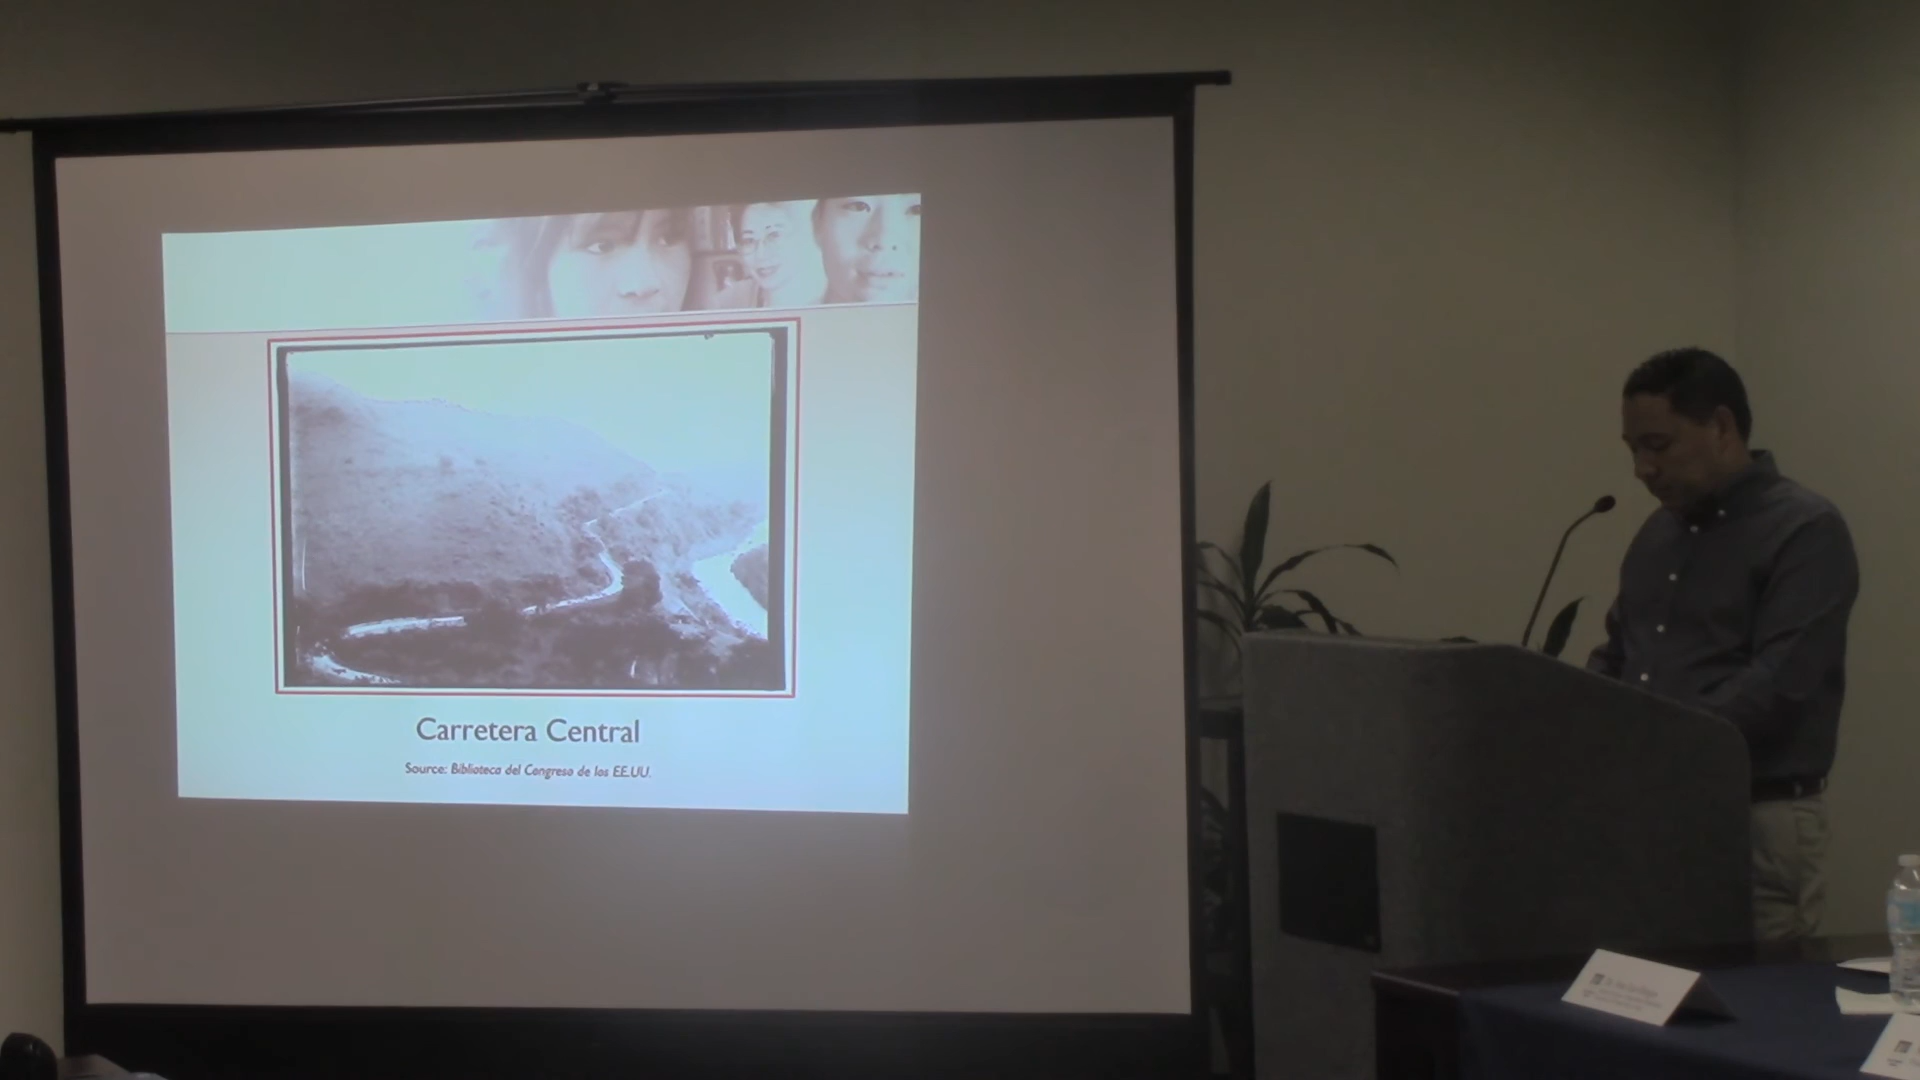 Carretera Central
Source: Biblioteca del Congreso de los EE.UU.